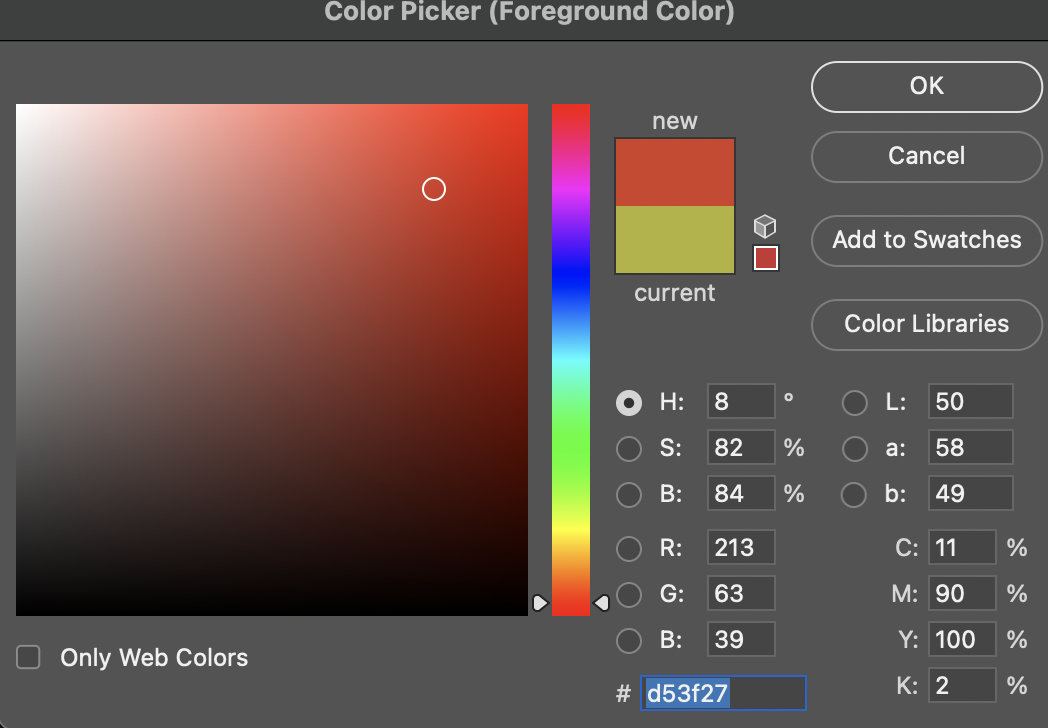 Color Picker (Foreground Color)
new
current
OK
Cancel
Add to Swatches
Color Libraries
H: 8 °
S: 82 %
B: 84 %
R: 213
G: 63
B: 39
# d53f27
L: 50
a: 58
b: 49
C: 11 %
M: 90 %
Y: 100 %
K: 2 %
Only Web Colors